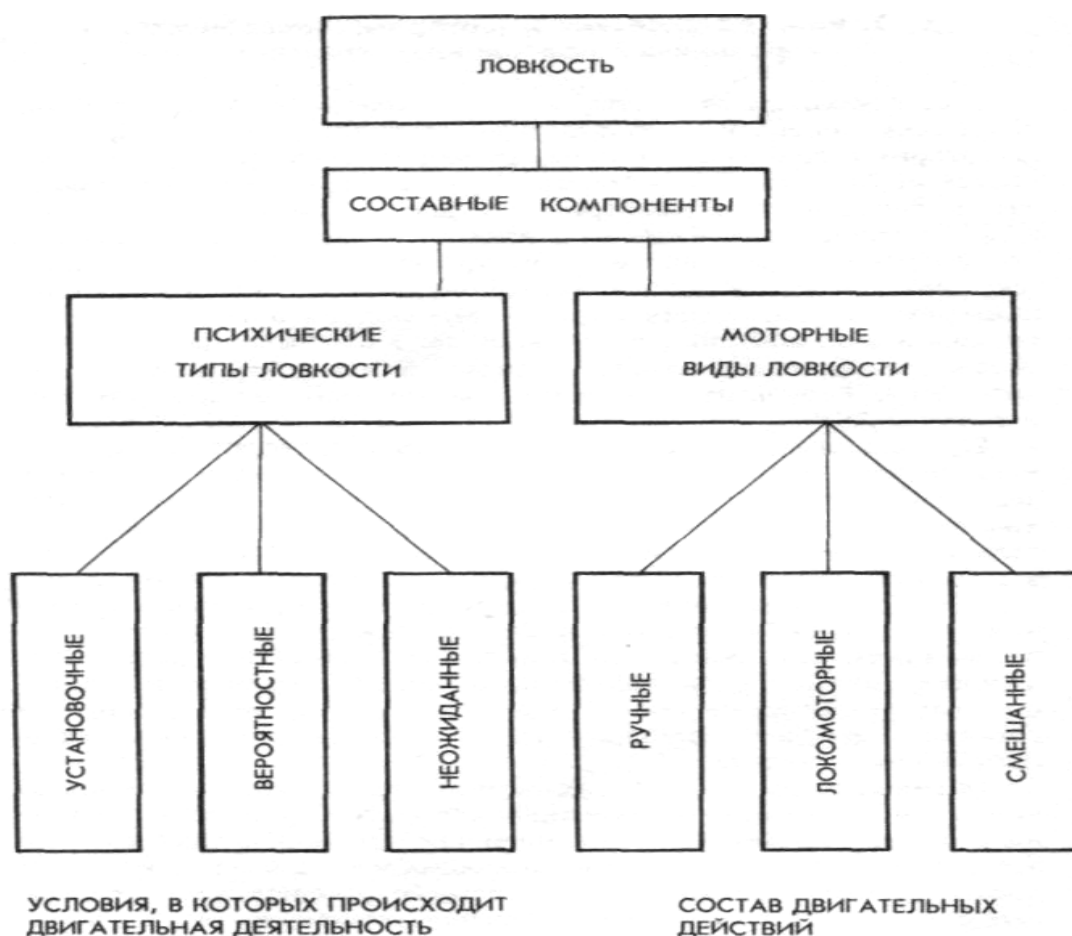 ЛОВКОСТЬ
СОСТАВНЫЕ КОМПОНЕНТЫ
ПСИХИЧЕСКИЕ
ТИПЫ ЛОВКОСТИ
МОТОРНЫЕ
ВИДЫ ЛОВКОСТИ
УСТАНОВОЧНЫЕ
ВЕРОЯТНОСТНЫЕ
НЕОЖИДАННЫЕ
РУЧНЫЕ
ЛОКОМОТОРНЫЕ
СМЕШАННЫЕ
УСЛОВИЯ, В КОТОРЫХ ПРОИСХОДИТ
ДВИГАТЕЛЬНАЯ ДЕЯТЕЛЬНОСТЬ
СОСТАВ ДВИГАТЕЛЬНЫХ
ДЕЙСТВИЙ